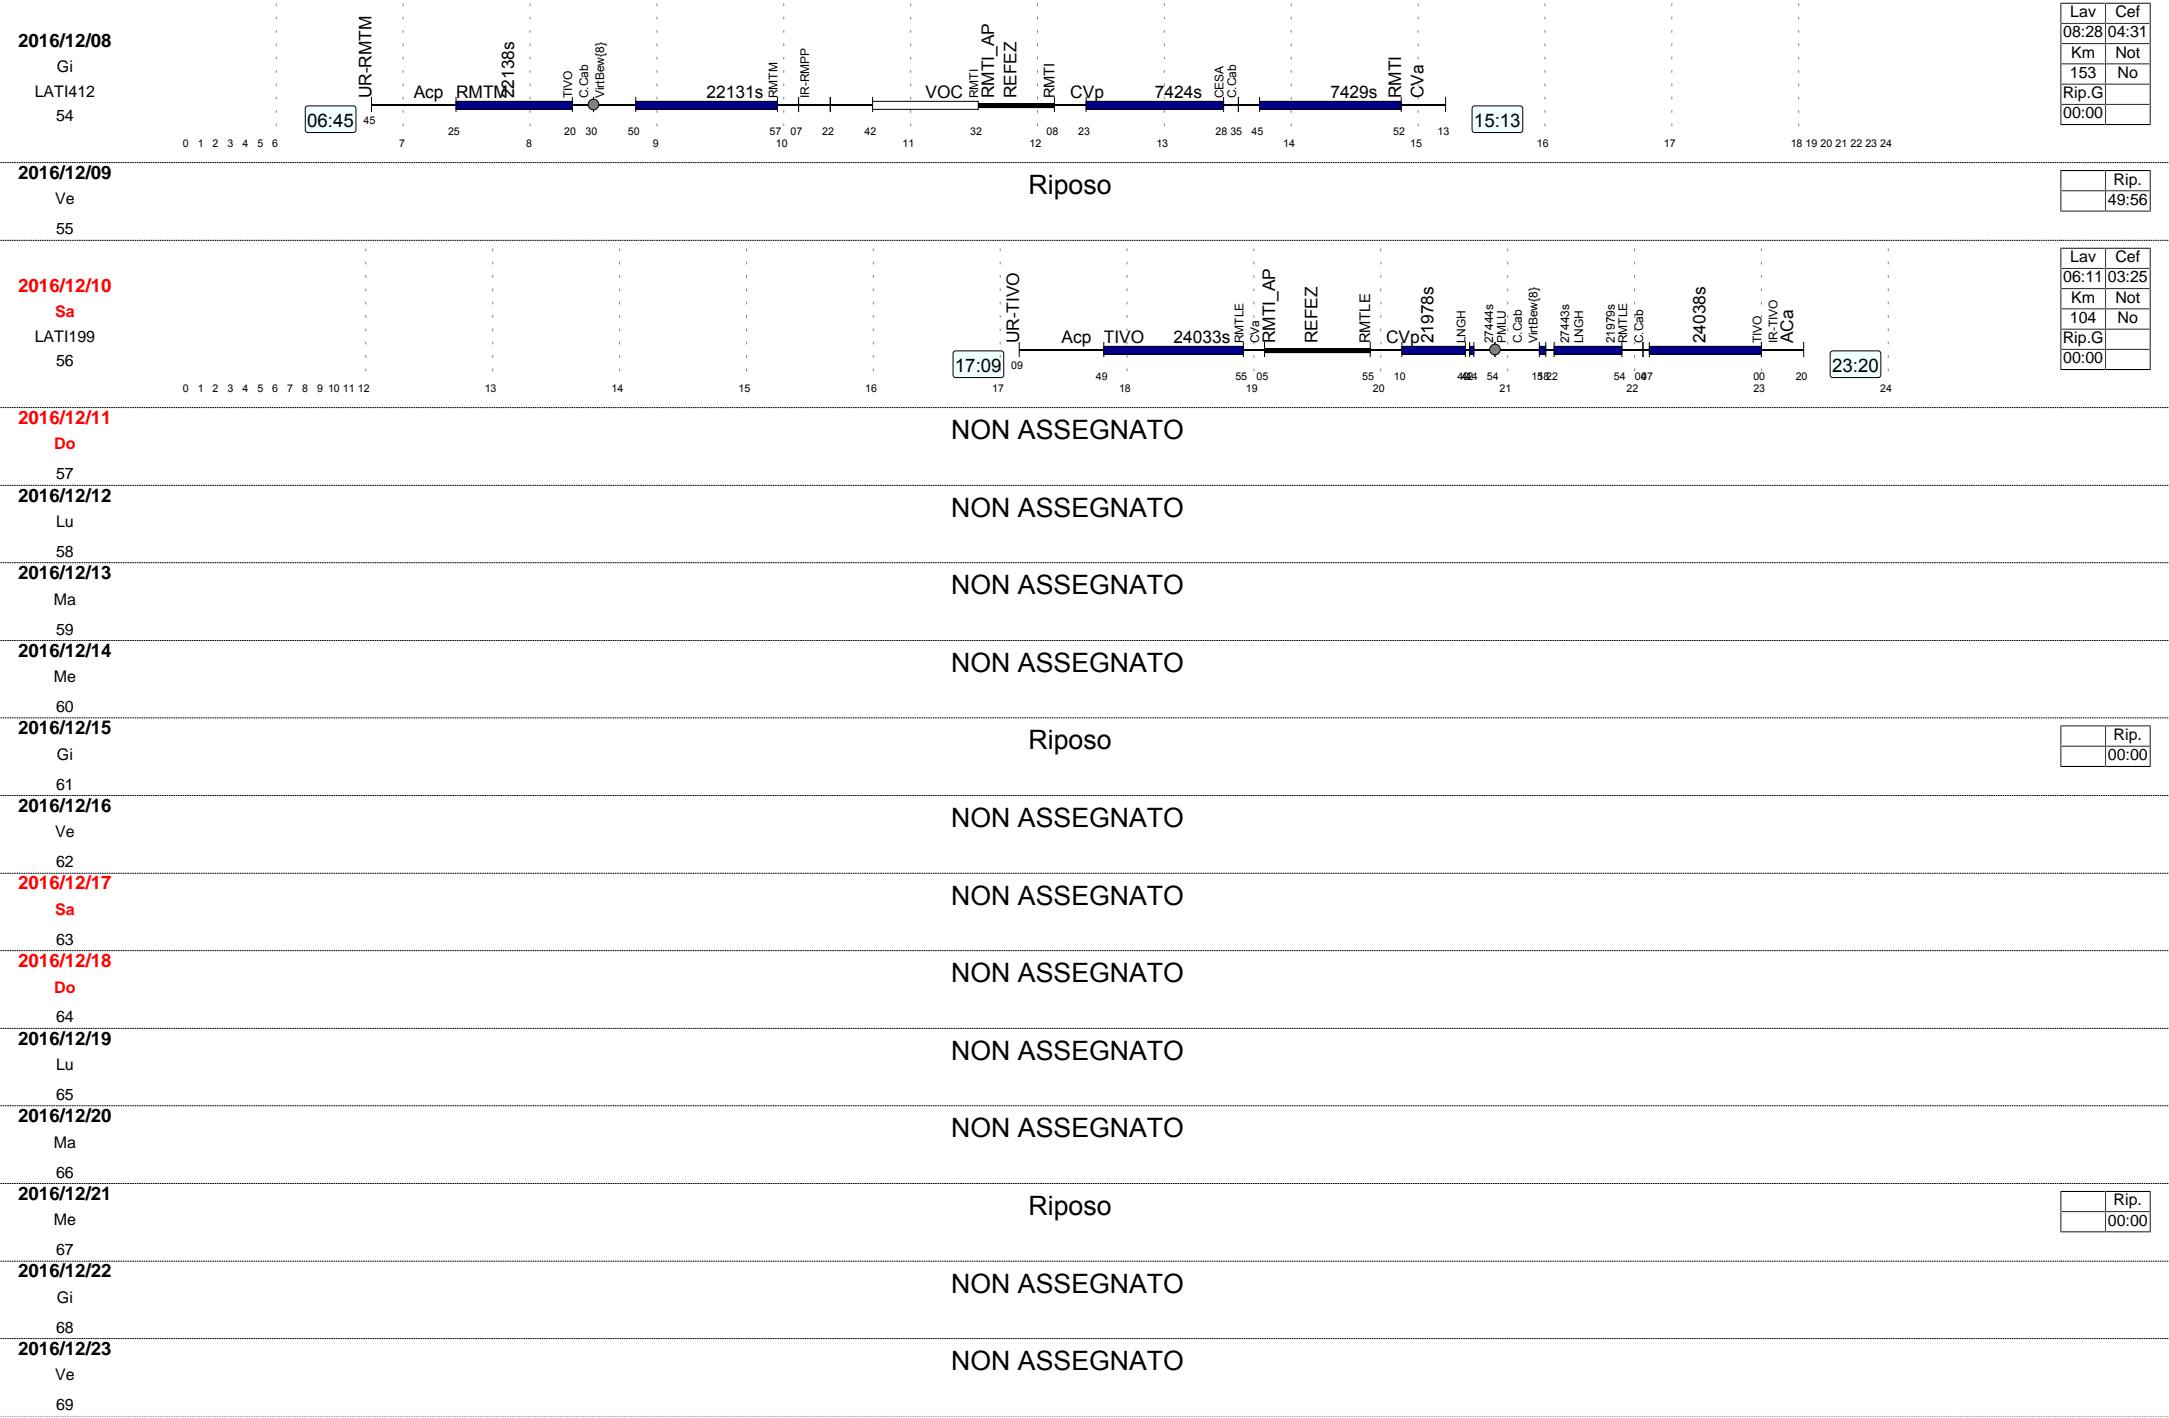 2016/12/08
Gi
LATI412
54
06:45
UR-RMTM
Acp
RMTM
22138s
TIVO
C.Cab
VirtBew{8}
22131s
RMTM
IR-RMPP
VOC
RMTI
RMTI_AP
REFEZ
RMTI
CVp
7424s
CESA
C.Cab
7429s
RMTI
CVa
15:13
45 25 20 30 50 57 07 22 42 32 08 23 28 35 45 52 13
0 1 2 3 4 5 6 7 8 9 10 11 12 13 14 15 16 17 18 19 20 21 22 23 24
Lav Cef
08:28 04:31
Km Not
153 No
Rip.G
00:00
2016/12/09
Ve
55
Riposo
Rip.
49:56
2016/12/10
Sa
LATI199
56
17:09
UR-TIVO
Acp
TIVO
24033s
RMTLE
CVa
RMTI_AP
REFEZ
RMTLE
CVp
21978s
LNGH
27444s
PMLU
C.Cab
VirtBew{8}
27443s
LNGH
21979s
RMTLE
C.Cab
24038s
TIVO
IR-TIVO
ACa
23:20
09 49 55 05 55 10 54 22 54 00 20
0 1 2 3 4 5 6 7 8 9 10 11 12 13 14 15 16 17 18 19 20 21 22 23 24
Lav Cef
06:11 03:25
Km Not
104 No
Rip.G
00:00
2016/12/11
Do
57
NON ASSEGNATO
2016/12/12
Lu
58
NON ASSEGNATO
2016/12/13
Ma
59
NON ASSEGNATO
2016/12/14
Me
60
NON ASSEGNATO
2016/12/15
Gi
61
Riposo
Rip.
00:00
2016/12/16
Ve
62
NON ASSEGNATO
2016/12/17
Sa
63
NON ASSEGNATO
2016/12/18
Do
64
NON ASSEGNATO
2016/12/19
Lu
65
NON ASSEGNATO
2016/12/20
Ma
66
NON ASSEGNATO
2016/12/21
Me
67
Riposo
Rip.
00:00
2016/12/22
Gi
68
NON ASSEGNATO
2016/12/23
Ve
69
NON ASSEGNATO